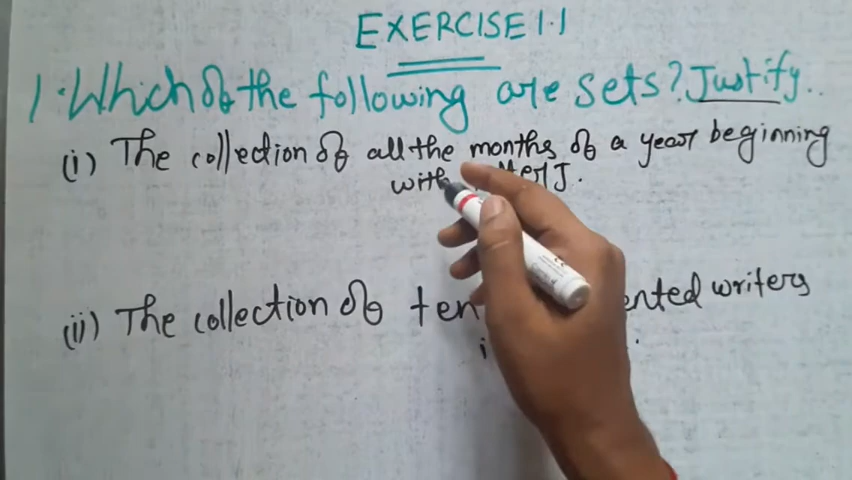 EXERCISE 1.1
1. Which of the following are sets? Justify.
(i) The collection of all the months of a year beginning
with J.
(ii) The collection of ten writers